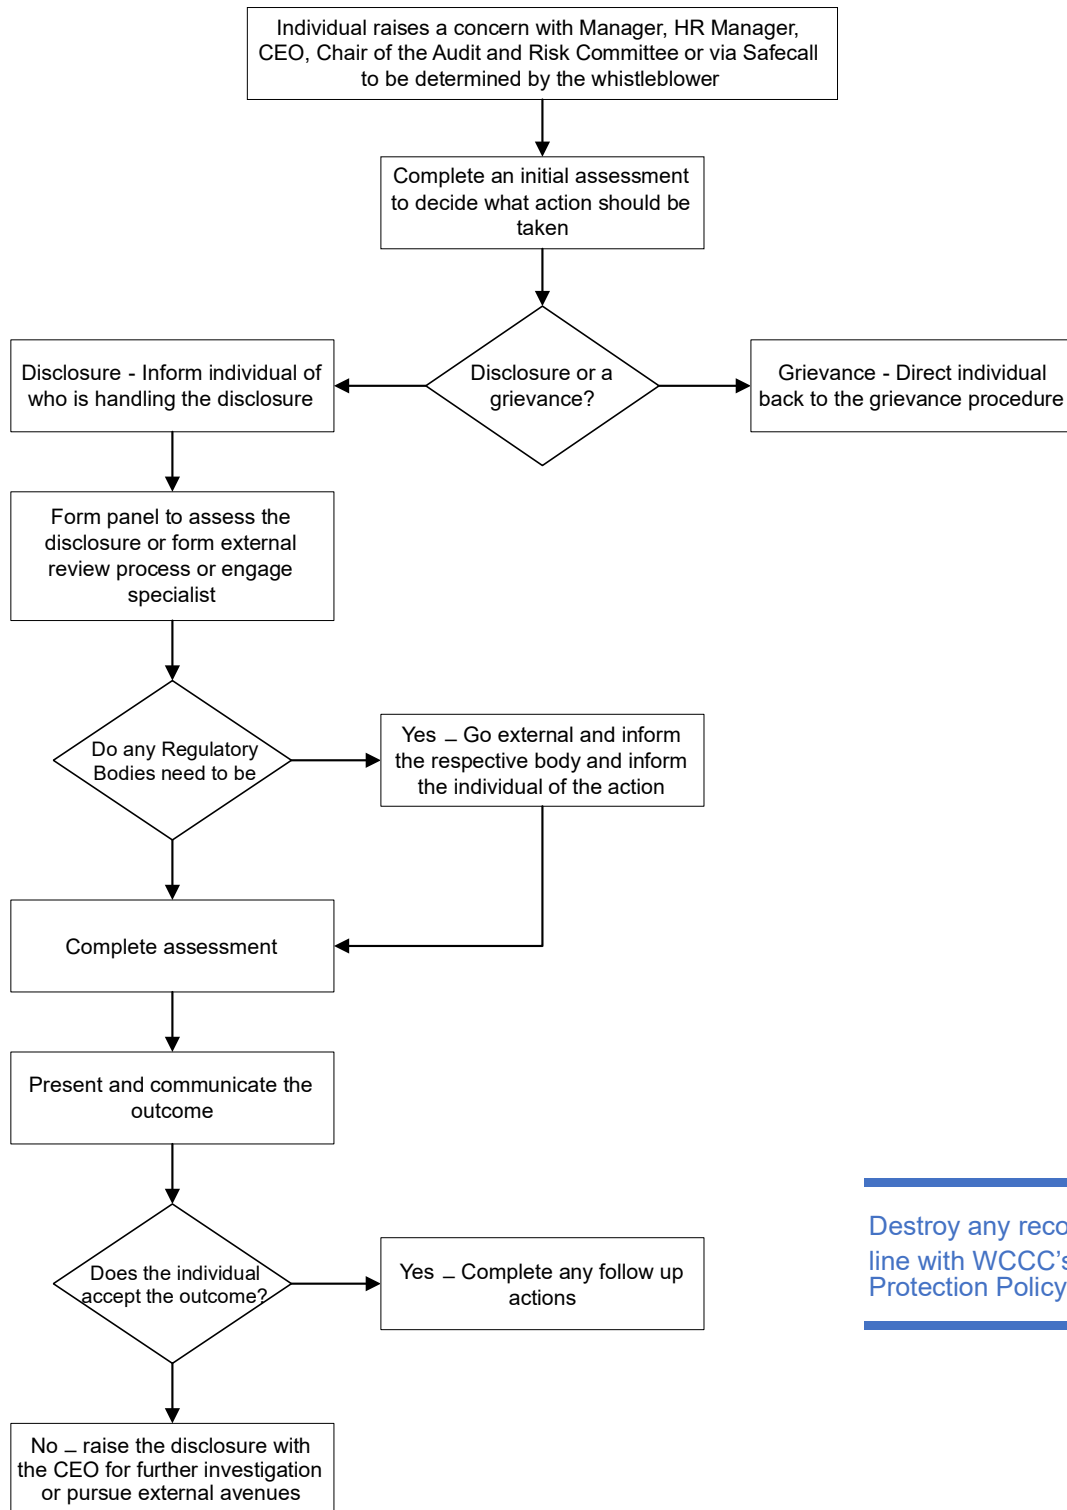 Individual raises a concern with Manager, HR Manager,
CEO, Chair of the Audit and Risk Committee or via Safecall
to be determined by the whistleblower
Complete an initial assessment
to decide what action should be
taken
Disclosure or a
grievance?
Disclosure - Inform individual of
who is handling the disclosure
Grievance - Direct individual
back to the grievance procedure
Form panel to assess the
disclosure or form external
review process or engage
specialist
Do any Regulatory
Bodies need to be
Yes – Go external and inform
the respective body and inform
the individual of the action
Complete assessment
Present and communicate the
outcome
Does the individual
accept the outcome?
Yes – Complete any follow up
actions
Destroy any
line with WCCC's
Protection Policy
No – raise the disclosure with
the CEO for further investigation
or pursue external avenues